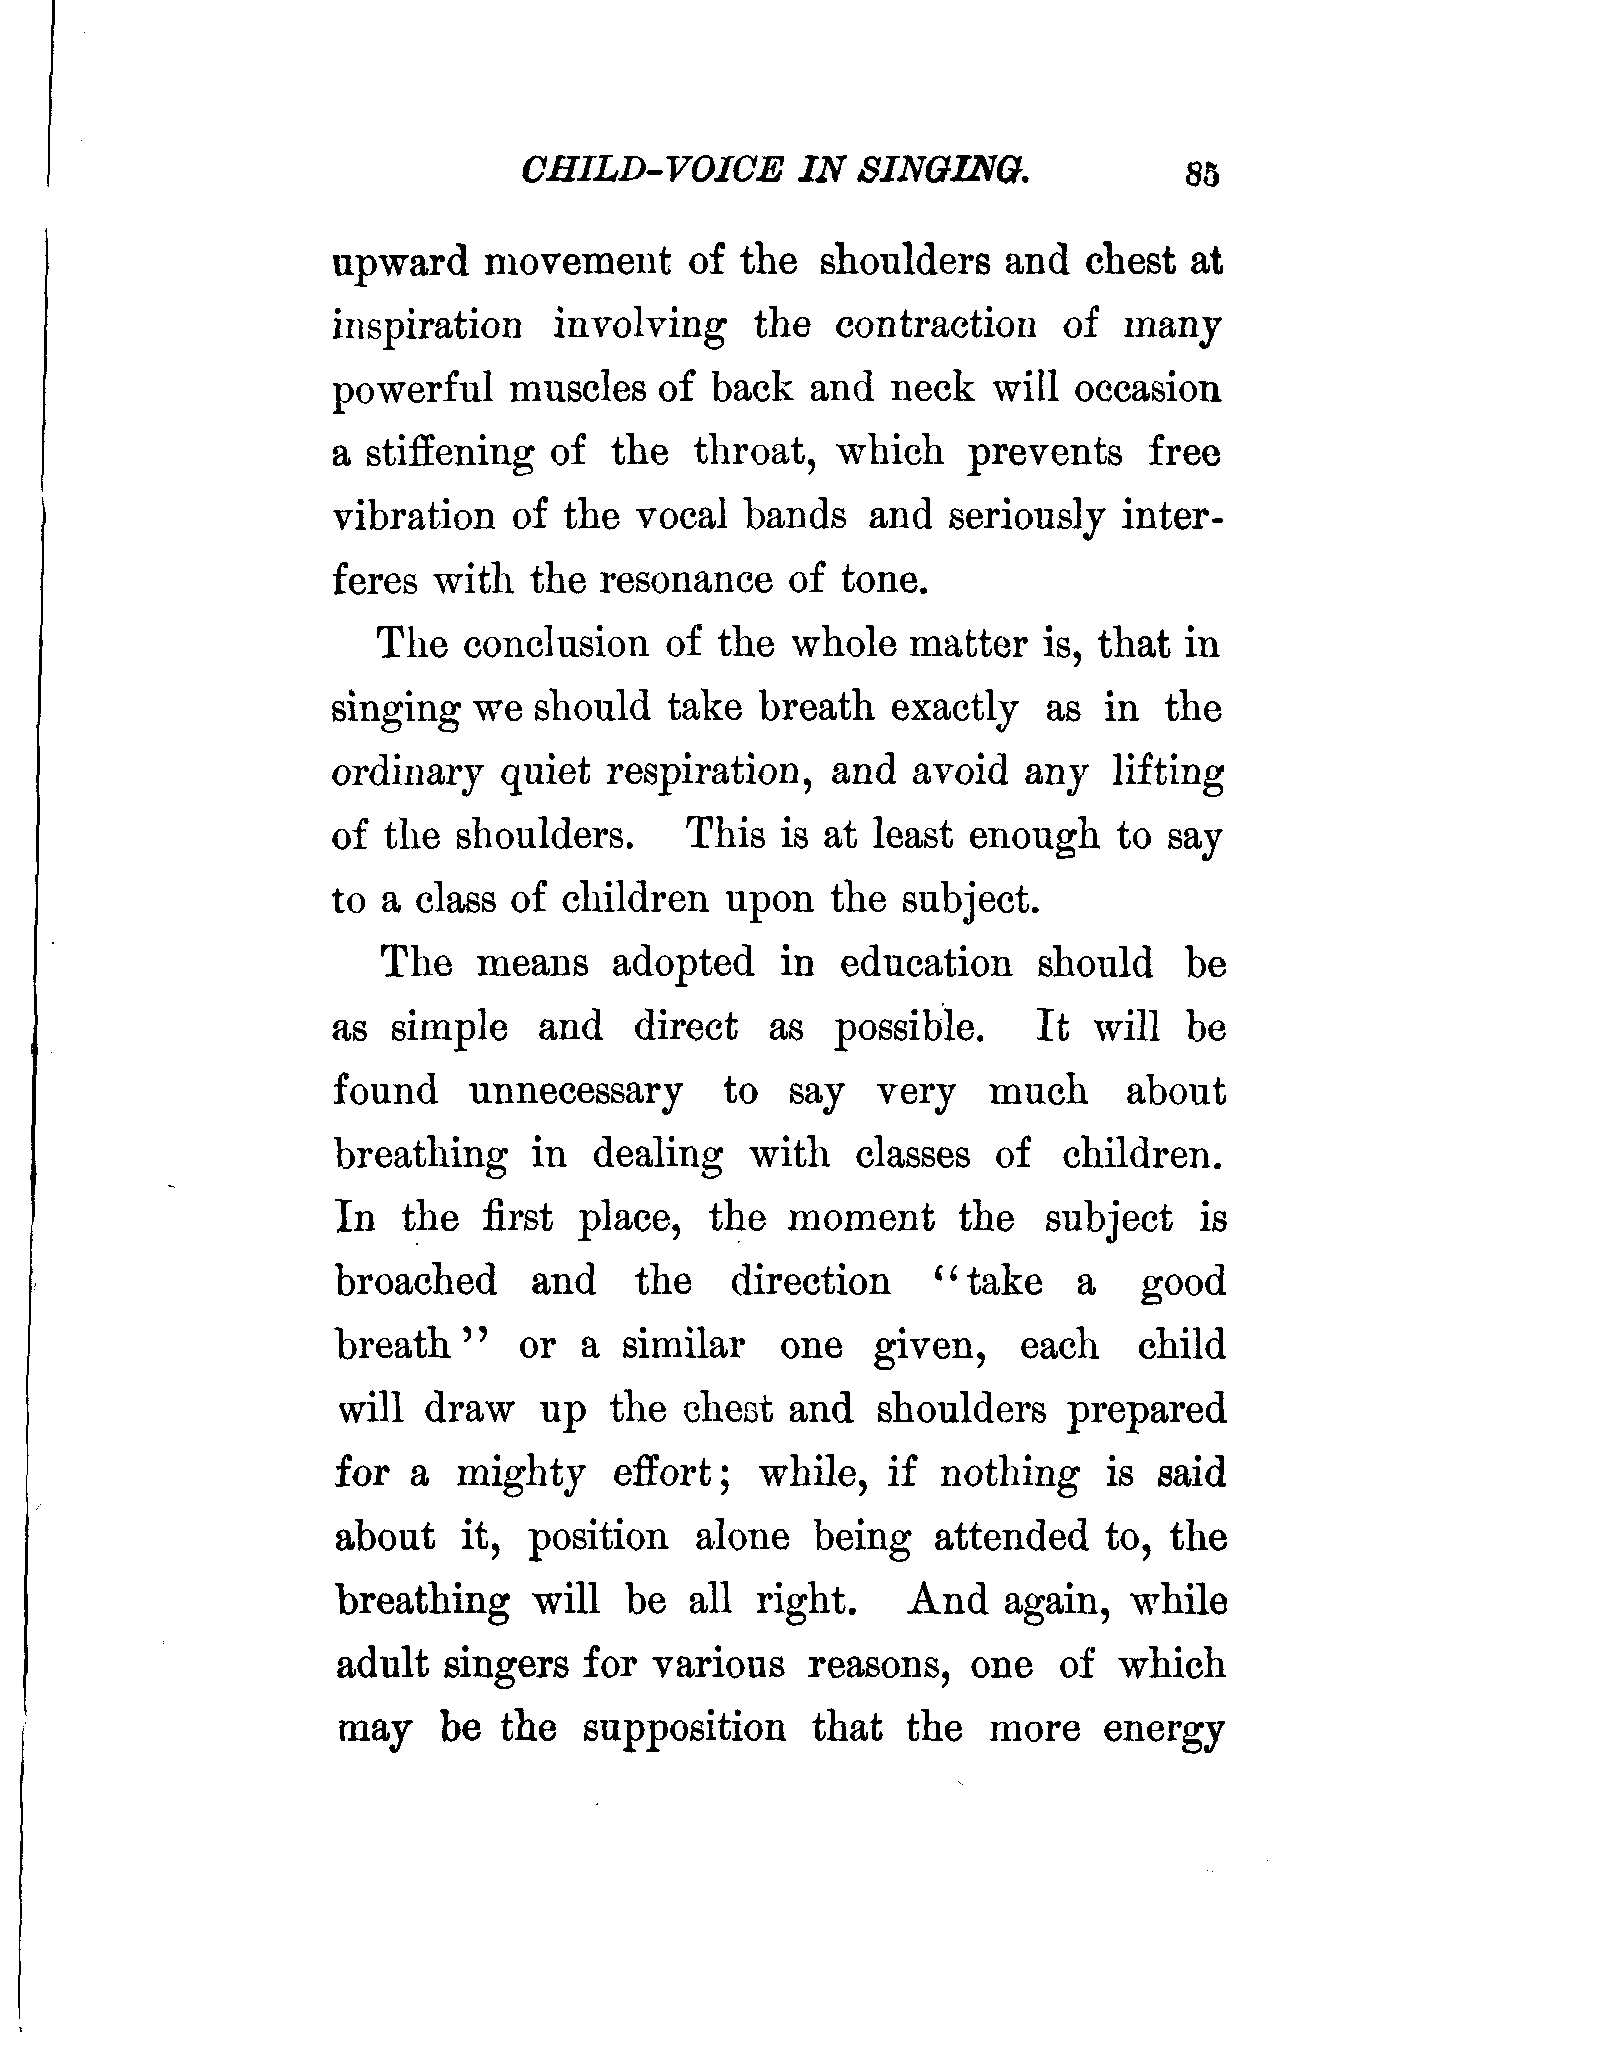 CHILD-VOICE IN SINGING. 85
upward movement of the shoulders and chest at
inspiration involving the contraction of many
powerful muscles of back and neck will occasion
a stiffening of the throat, which prevents free
vibration of the vocal bands and seriously inter-
feres with the resonance of tone.
The conclusion of the whole matter is, that in
singing we should take breath exactly as in the
ordinary quiet respiration, and avoid any lifting
of the shoulders. This is at least enough to say
to a class of children upon the subject.
The means adopted in education should be
as simple and direct as possible. It will be
found unnecessary to say very much about
breathing in dealing with classes of children.
In the first place, the moment the subject is
broached and the direction “take a good
breath” or a similar one given, each child
will draw up the chest and shoulders prepared
for a mighty effort; while, if nothing is said
about it, position alone being attended to, the
breathing will be all right. And again, while
adult singers for various reasons, one of which
may be the supposition that the more energy